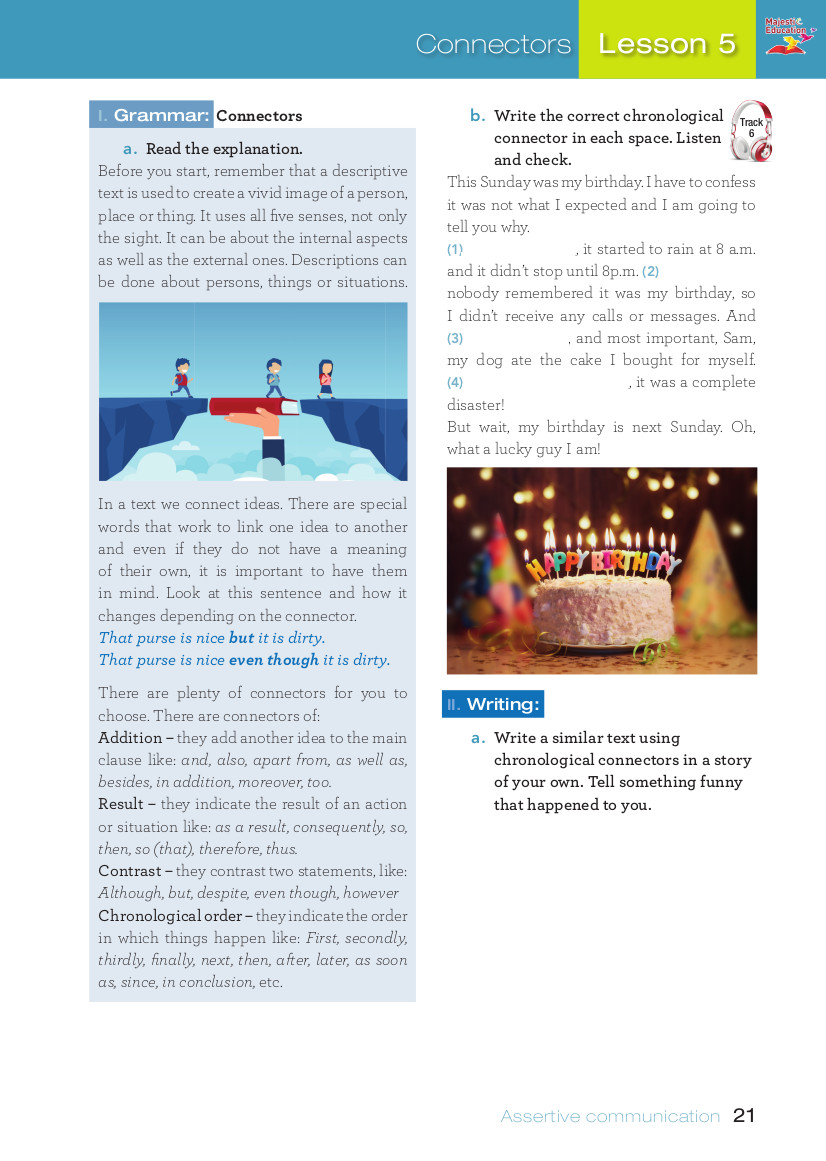 Connectors Lesson 5
Majestic
Education
I. Grammar: Connectors
a. Read the explanation.
Before you start, remember that a descriptive
text is used to create a vivid image of a person,
place or thing. It uses all five senses, not only
the sight. It can be about the internal aspects
as well as the external ones. Descriptions can
be done about persons, things or situations.
In a text we connect ideas. There are special
words that work to link one idea to another
and even if they do not have a meaning
of their own, it is important to have them
in mind. Look at this sentence and how it
changes depending on the connector.
That purse is nice but it is dirty.
That purse is nice even though it is dirty.
There are plenty of connectors for you to
choose. There are connectors of:
Addition – they add another idea to the main
clause like: and, also, apart from, as well as,
besides, in addition, moreover, too.
Result – they indicate the result of an action
or situation like: as a result, consequently, so,
then, so (that), therefore, thus.
Contrast – they contrast two statements, like:
Although, but, despite, even though, however
Chronological order – they indicate the order
in which things happen like: First, secondly,
thirdly, finally, next, then, after, later, as soon
as, since, in conclusion, etc.
b. Write the correct chronological
connector in each space. Listen
and check.
Track
6
This Sunday was my birthday. I have to confess
it was not what I expected and I am going to
tell you why.
(1) , it started to rain at 8 a.m.
and it didn’t stop until 8p.m. (2)
nobody remembered it was my birthday, so
I didn’t receive any calls or messages. And
(3) , and most important, Sam,
my dog ate the cake I bought for myself.
(4) , it was a complete
disaster!
But wait, my birthday is next Sunday. Oh,
what a lucky guy I am!
HAPPY BIRTHDAY
II. Writing:
a. Write a similar text using
chronological connectors in a story
of your own. Tell something funny
that happened to you.
Assertive communication 21